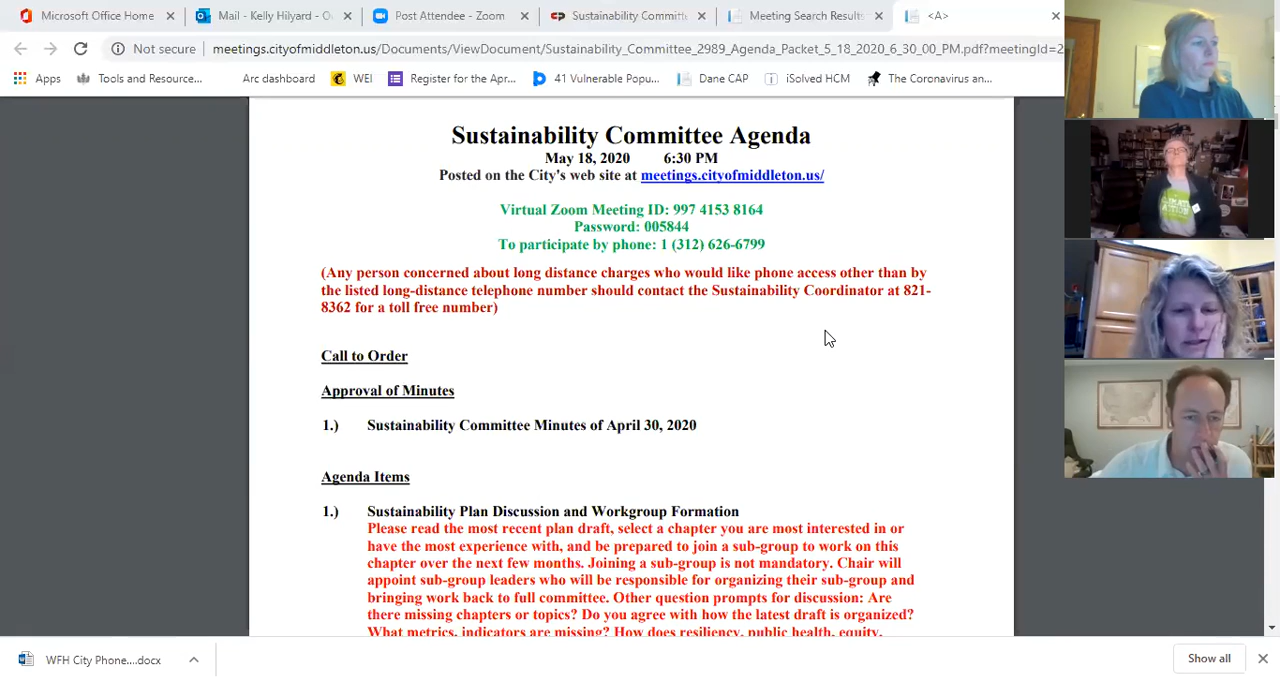 Microsoft Office Home
Mail - Kelly Hilyard - O
Post Attendee - Zoom
Sustainability Committe
Meeting Search Results
<A>
Not secure
meetings.cityofmiddleton.us/Documents/ViewDocument/Sustainability_Committee_2989_Agenda_Packet_5_18_2020_6_30_00_PM.pdf?meetingId=2
Apps
Tools and Resource...
Arc dashboard
WEI
Register for the Apr...
41 Vulnerable Popu...
Dane CAP
iSolved HCM
The Coronavirus an...
Sustainability Committee Agenda
May 18, 2020 6:30 PM
Posted on the City's web site at meetings.cityofmiddleton.us/
Virtual Zoom Meeting ID: 997 4153 8164
Password: 005844
To participate by phone: 1 (312) 626-6799
(Any person concerned about long distance charges who would like phone access other than by
the listed long-distance telephone number should contact the Sustainability Coordinator at 821-
8362 for a toll free number)
Call to Order
Approval of Minutes
1.) Sustainability Committee Minutes of April 30, 2020
Agenda Items
1.) Sustainability Plan Discussion and Workgroup Formation
Please read the most recent plan draft, select a chapter you are most interested in or
have the most experience with, and be prepared to join a sub-group to work on this
chapter over the next few months. Joining a sub-group is not mandatory. Chair will
appoint sub-group leaders who will be responsible for organizing their sub-group and
bringing work back to full committee. Other question prompts for discussion: Are
there missing chapters or topics? Do you agree with how the latest draft is organized?
What metrics, indicators are missing? How does resiliency, public health, equity,
WFH City Phone....docx
Show all